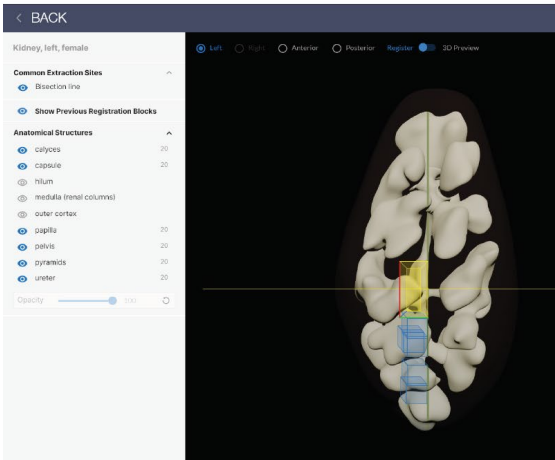 < BACK
Kidney, left, female
Left Right Anterior Posterior Register 3D Preview
Common Extraction Sites
Bisection line
Show Previous Registration Blocks
Anatomical Structures
calyces 20
capsule 20
hilum
medulla (renal columns)
outer cortex
papilla 20
pelvis 20
pyramids 20
ureter 20
Opacity 100